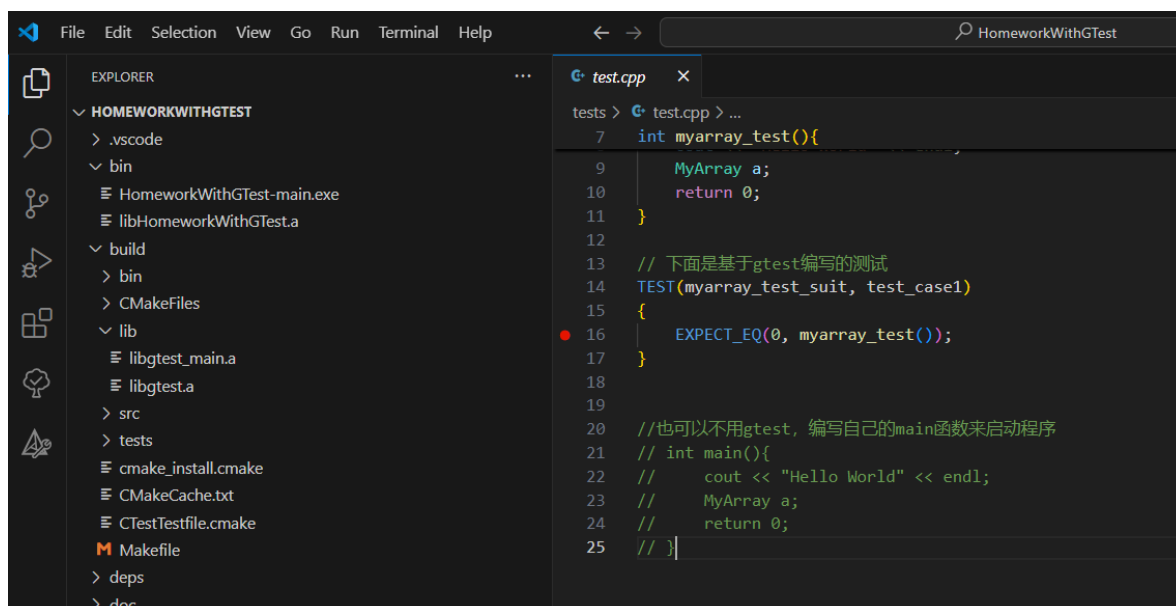 File Edit Selection View Go Run Terminal Help
HomeworkWithGTest
EXPLORER
HOMEWORKWITHGTEST
.vscode
bin
HomeworkWithGTest-main.exe
libHomeworkWithGTest.a
build
bin
CMakeFiles
lib
libgtest_main.a
libgtest.a
src
tests
cmake_install.cmake
CMakeCache.txt
CTestTestfile.cmake
Makefile
deps
doc
test.cpp
tests > test.cpp > ...
7 int myarray_test(){
9 MyArray a;
10 return 0;
11 }
12
13 // 下面是基于gtest编写的测试
14 TEST(myarray_test_suit, test_case1)
15 {
16 EXPECT_EQ(0, myarray_test());
17 }
18
19
20 //也可以不用gtest, 编写自己的main函数来启动程序
21 // int main(){
22 // cout << "Hello World" << endl;
23 // MyArray a;
24 // return 0;
25 // }